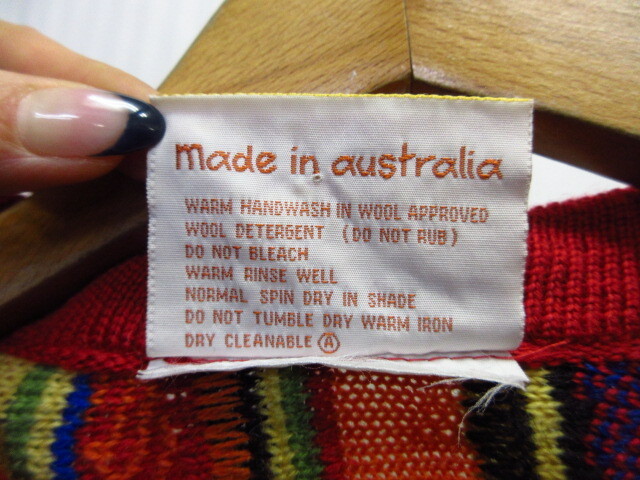 made in australia
WARM HANDWASH IN WOOL APPROVED
WOOL DETERGENT (DO NOT RUB)
DO NOT BLEACH
WARM RINSE WELL
NORMAL SPIN DRY IN SHADE
DO NOT TUMBLE DRY WARM IRON
DRY CLEANABLE Ⓐ